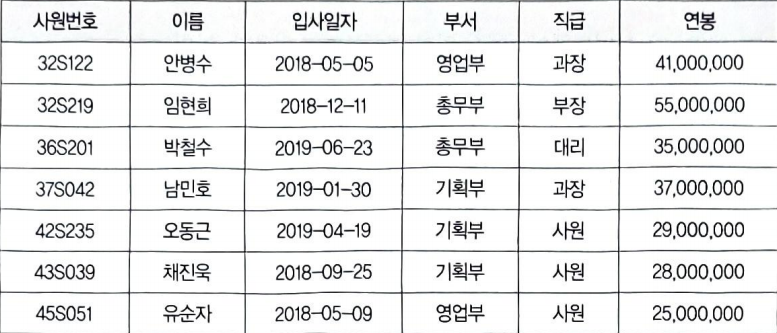 사원번호 이름 입사일자 부서 직급 연봉
32S122 안병수 2018-05-05 영업부 과장 41,000,000
32S219 임현희 2018-12-11 총무부 부장 55,000,000
36S201 박철수 2019-06-23 총무부 대리 35,000,000
37S042 남민호 2019-01-30 기획부 과장 37,000,000
42S235 오동근 2019-04-19 기획부 사원 29,000,000
43S039 채진욱 2018-09-25 기획부 사원 28,000,000
45S051 유순자 2018-05-09 영업부 사원 25,000,000